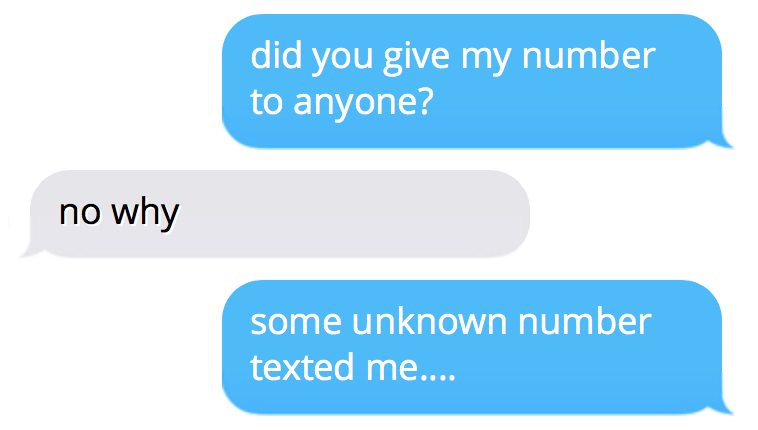 did you give my number
to anyone?
no why
some unknown number
texted me....